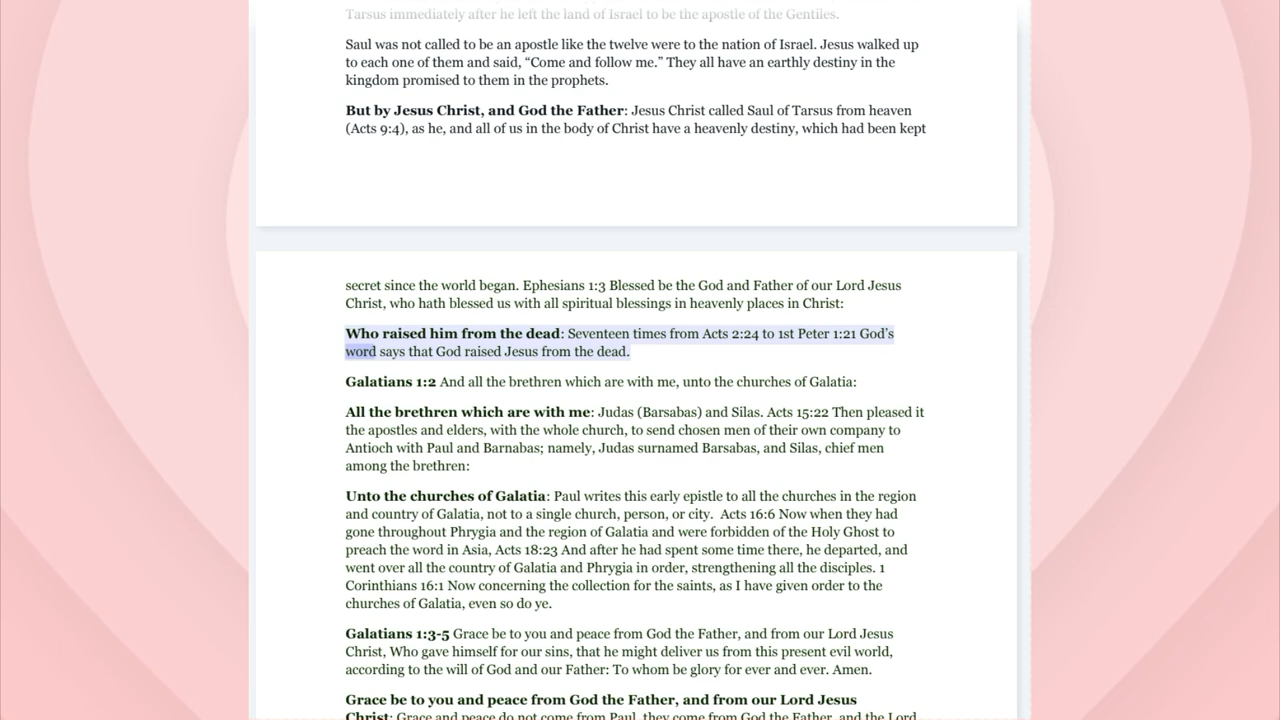 Tarsus immediately after he left the land of Israel to be the apostle of the Gentiles.
Saul was not called to be an apostle like the twelve were to the nation of Israel. Jesus walked up
to each one of them and said, “Come and follow me.” They all have an earthly destiny in the
kingdom promised to them in the prophets.
But by Jesus Christ, and God the Father: Jesus Christ called Saul of Tarsus from heaven
(Acts 9:4), as he, and all of us in the body of Christ have a heavenly destiny, which had been kept
secret since the world began. Ephesians 1:3 Blessed be the God and Father of our Lord Jesus
Christ, who hath blessed us with all spiritual blessings in heavenly places in Christ:
Who raised him from the dead: Seventeen times from Acts 2:24 to 1st Peter 1:21 God’s
word says that God raised Jesus from the dead.
Galatians 1:2 And all the brethren which are with me, unto the churches of Galatia:
All the brethren which are with me: Judas (Barsabas) and Silas. Acts 15:22 Then pleased it
the apostles and elders, with the whole church, to send chosen men of their own company to
Antioch with Paul and Barnabas; namely, Judas surnamed Barsabas, and Silas, chief men
among the brethren:
Unto the churches of Galatia: Paul writes this early epistle to all the churches in the region
and country of Galatia, not to a single church, person, or city.  Acts 16:6 Now when they had
gone throughout Phrygia and the region of Galatia and were forbidden of the Holy Ghost to
preach the word in Asia, Acts 18:23 And after he had spent some time there, he departed, and
went over all the country of Galatia and Phrygia in order, strengthening all the disciples. 1
Corinthians 16:1 Now concerning the collection for the saints, as I have given order to the
churches of Galatia, even so do ye.
Galatians 1:3-5 Grace be to you and peace from God the Father, and from our Lord Jesus
Christ, Who gave himself for our sins, that he might deliver us from this present evil world,
according to the will of God and our Father: To whom be glory for ever and ever. Amen.
Grace be to you and peace from God the Father, and from our Lord Jesus
Christ: Grace and peace do not come from Paul, they come from God the Father, and the Lord